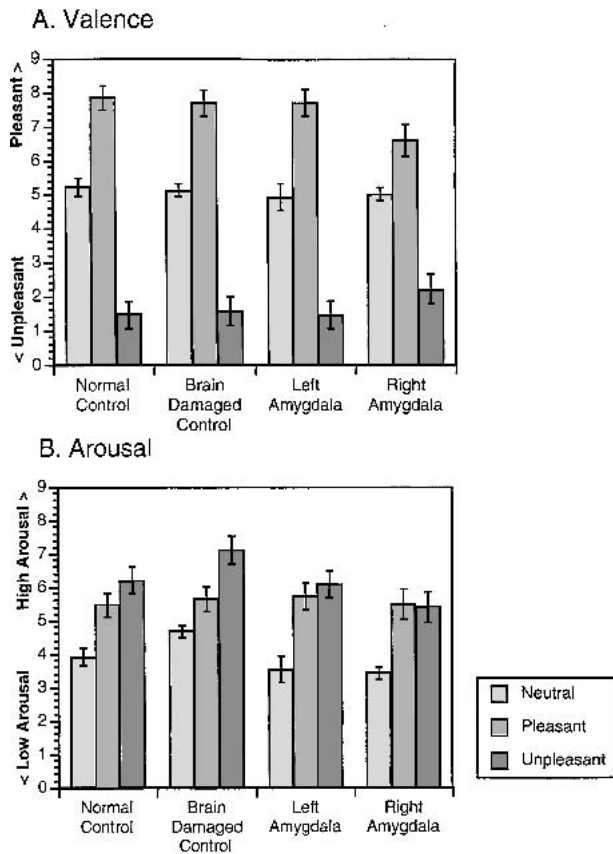 A. Valence
< Unpleasant Pleasant >
9
8
7
6
5
4
3
2
1
0
Normal Control
Brain Damaged Control
Left Amygdala
Right Amygdala
B. Arousal
< Low Arousal High Arousal >
9
8
7
6
5
4
3
2
1
0
Normal Control
Brain Damaged Control
Left Amygdala
Right Amygdala
Neutral
Pleasant
Unpleasant